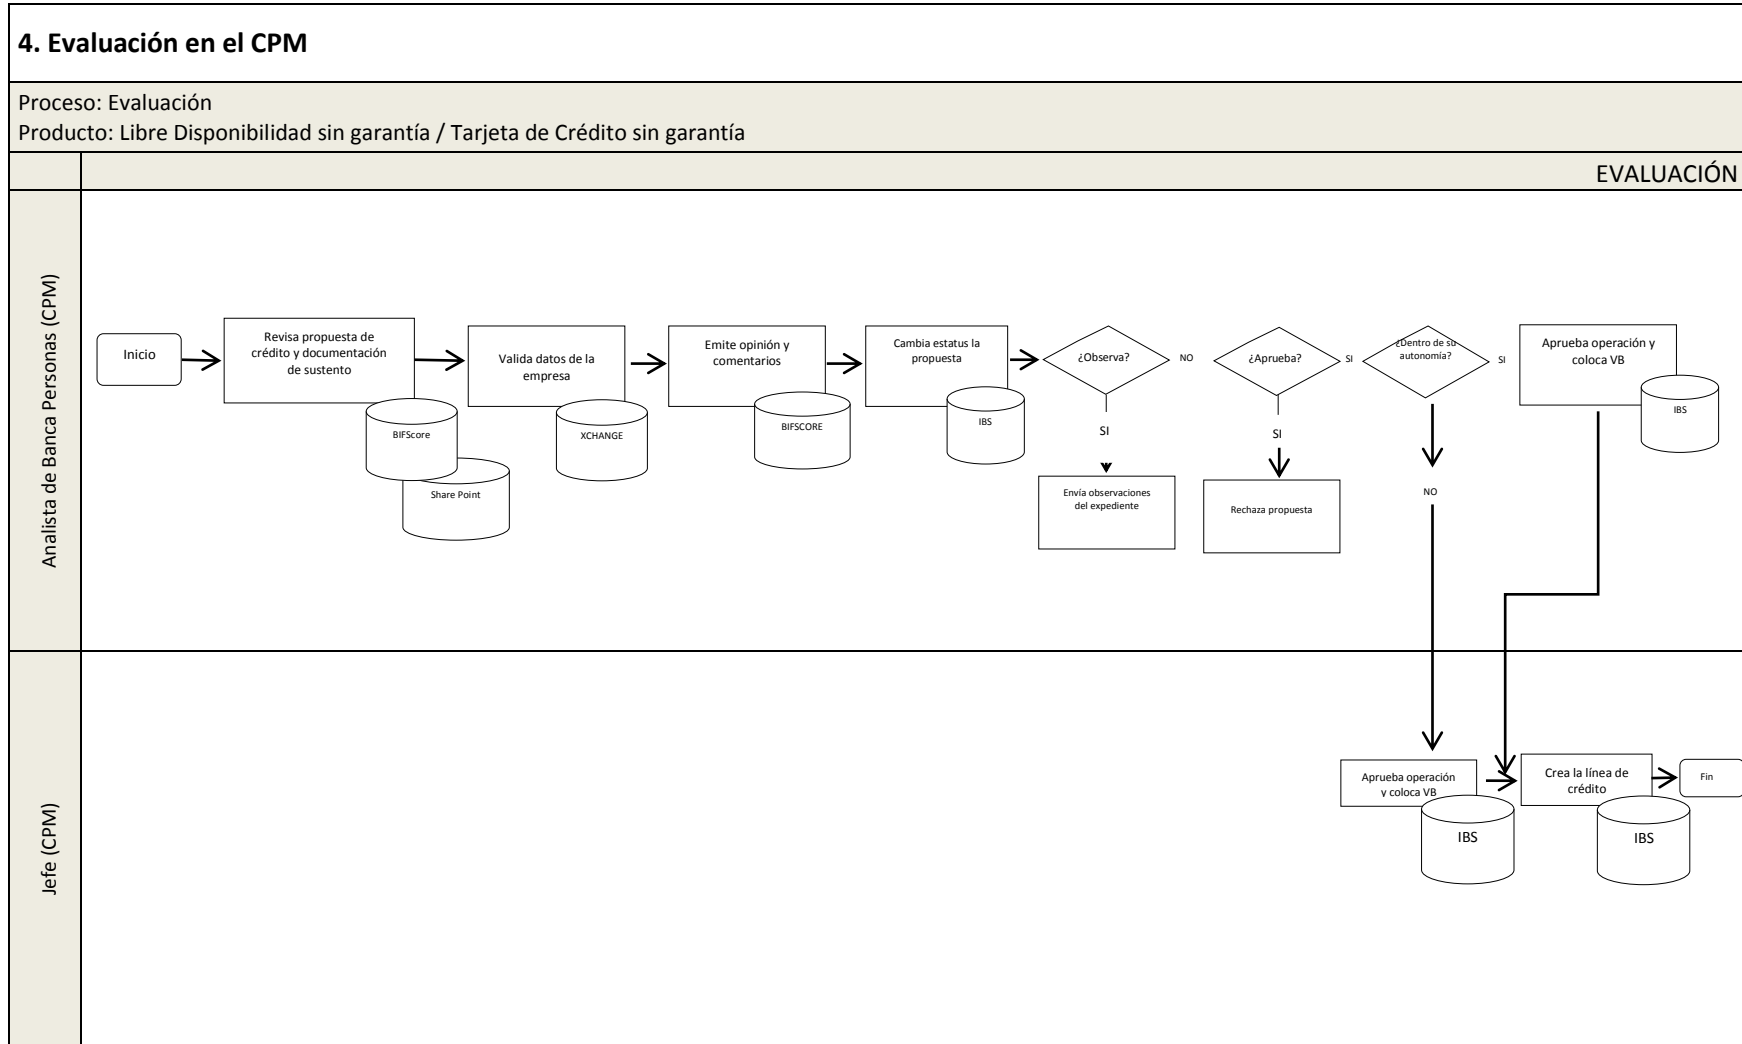 4. Evaluación en el CPM
Proceso: Evaluación
Producto: Libre Disponibilidad sin garantía / Tarjeta de Crédito sin garantía
EVALUACIÓN
Analista de Banca Personas (CPM)
Inicio
Revisa propuesta de
crédito y documentación
de sustento
BIFScore
Share Point
Valida datos de la
empresa
XCHANGE
Emite opinión y
comentarios
BIFSCORE
Cambia estatus la
propuesta
IBS
¿Observa?
NO
SI
Envía observaciones
del expediente
¿Aprueba?
SI
SI
Rechaza propuesta
¿Dentro de su
autonomía?
SI
NO
Aprueba operación y
coloca VB
IBS
Jefe (CPM)
Aprueba operación
y coloca VB
IBS
Crea la línea de
crédito
IBS
Fin